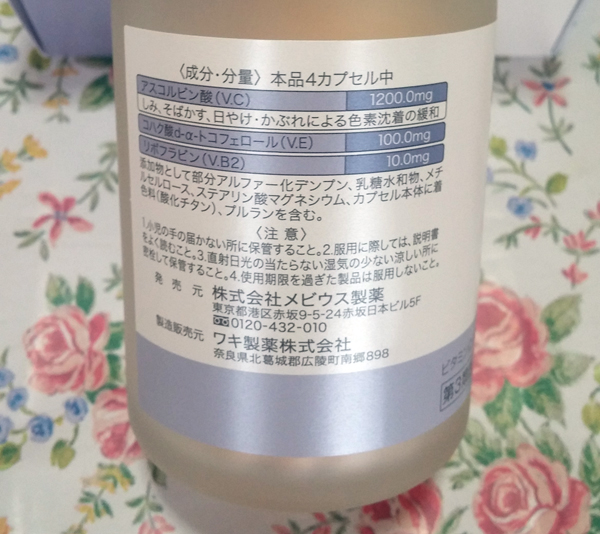 〈成分・分量〉本品4カプセル中
アスコルビン酸(V.C) 1200.0mg
しみ、そばかす、日やけ・かぶれによる色素沈着の緩和
コハク酸d-α-トコフェロール(V.E) 100.0mg
リボフラビン(V.B2) 10.0mg
添加物として部分アルファー化デンプン、乳糖水和物、メチ
ルセルロース、ステアリン酸マグネシウム、カプセル本体に着
色料(酸化チタン)、プルランを含む。
〈注意〉
1.小児の手の届かない所に保管すること。2.服用に際しては、説明書
をよく読むこと。3.直射日光の当たらない湿気の少ない涼しい所に
密栓して保管すること。4.使用期限を過ぎた製品は服用しないこと。
発売元 株式会社メビウス製薬
東京都港区赤坂9-5-24赤坂日本ビル5F
0120-432-010
製造販売元 ワキ製薬株式会社
奈良県北葛城郡広陵町南郷898
ビタミン
第3類